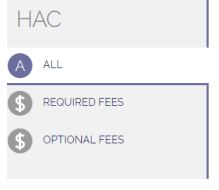 HAC
A ALL
$ REQUIRED FEES
$ OPTIONAL FEES